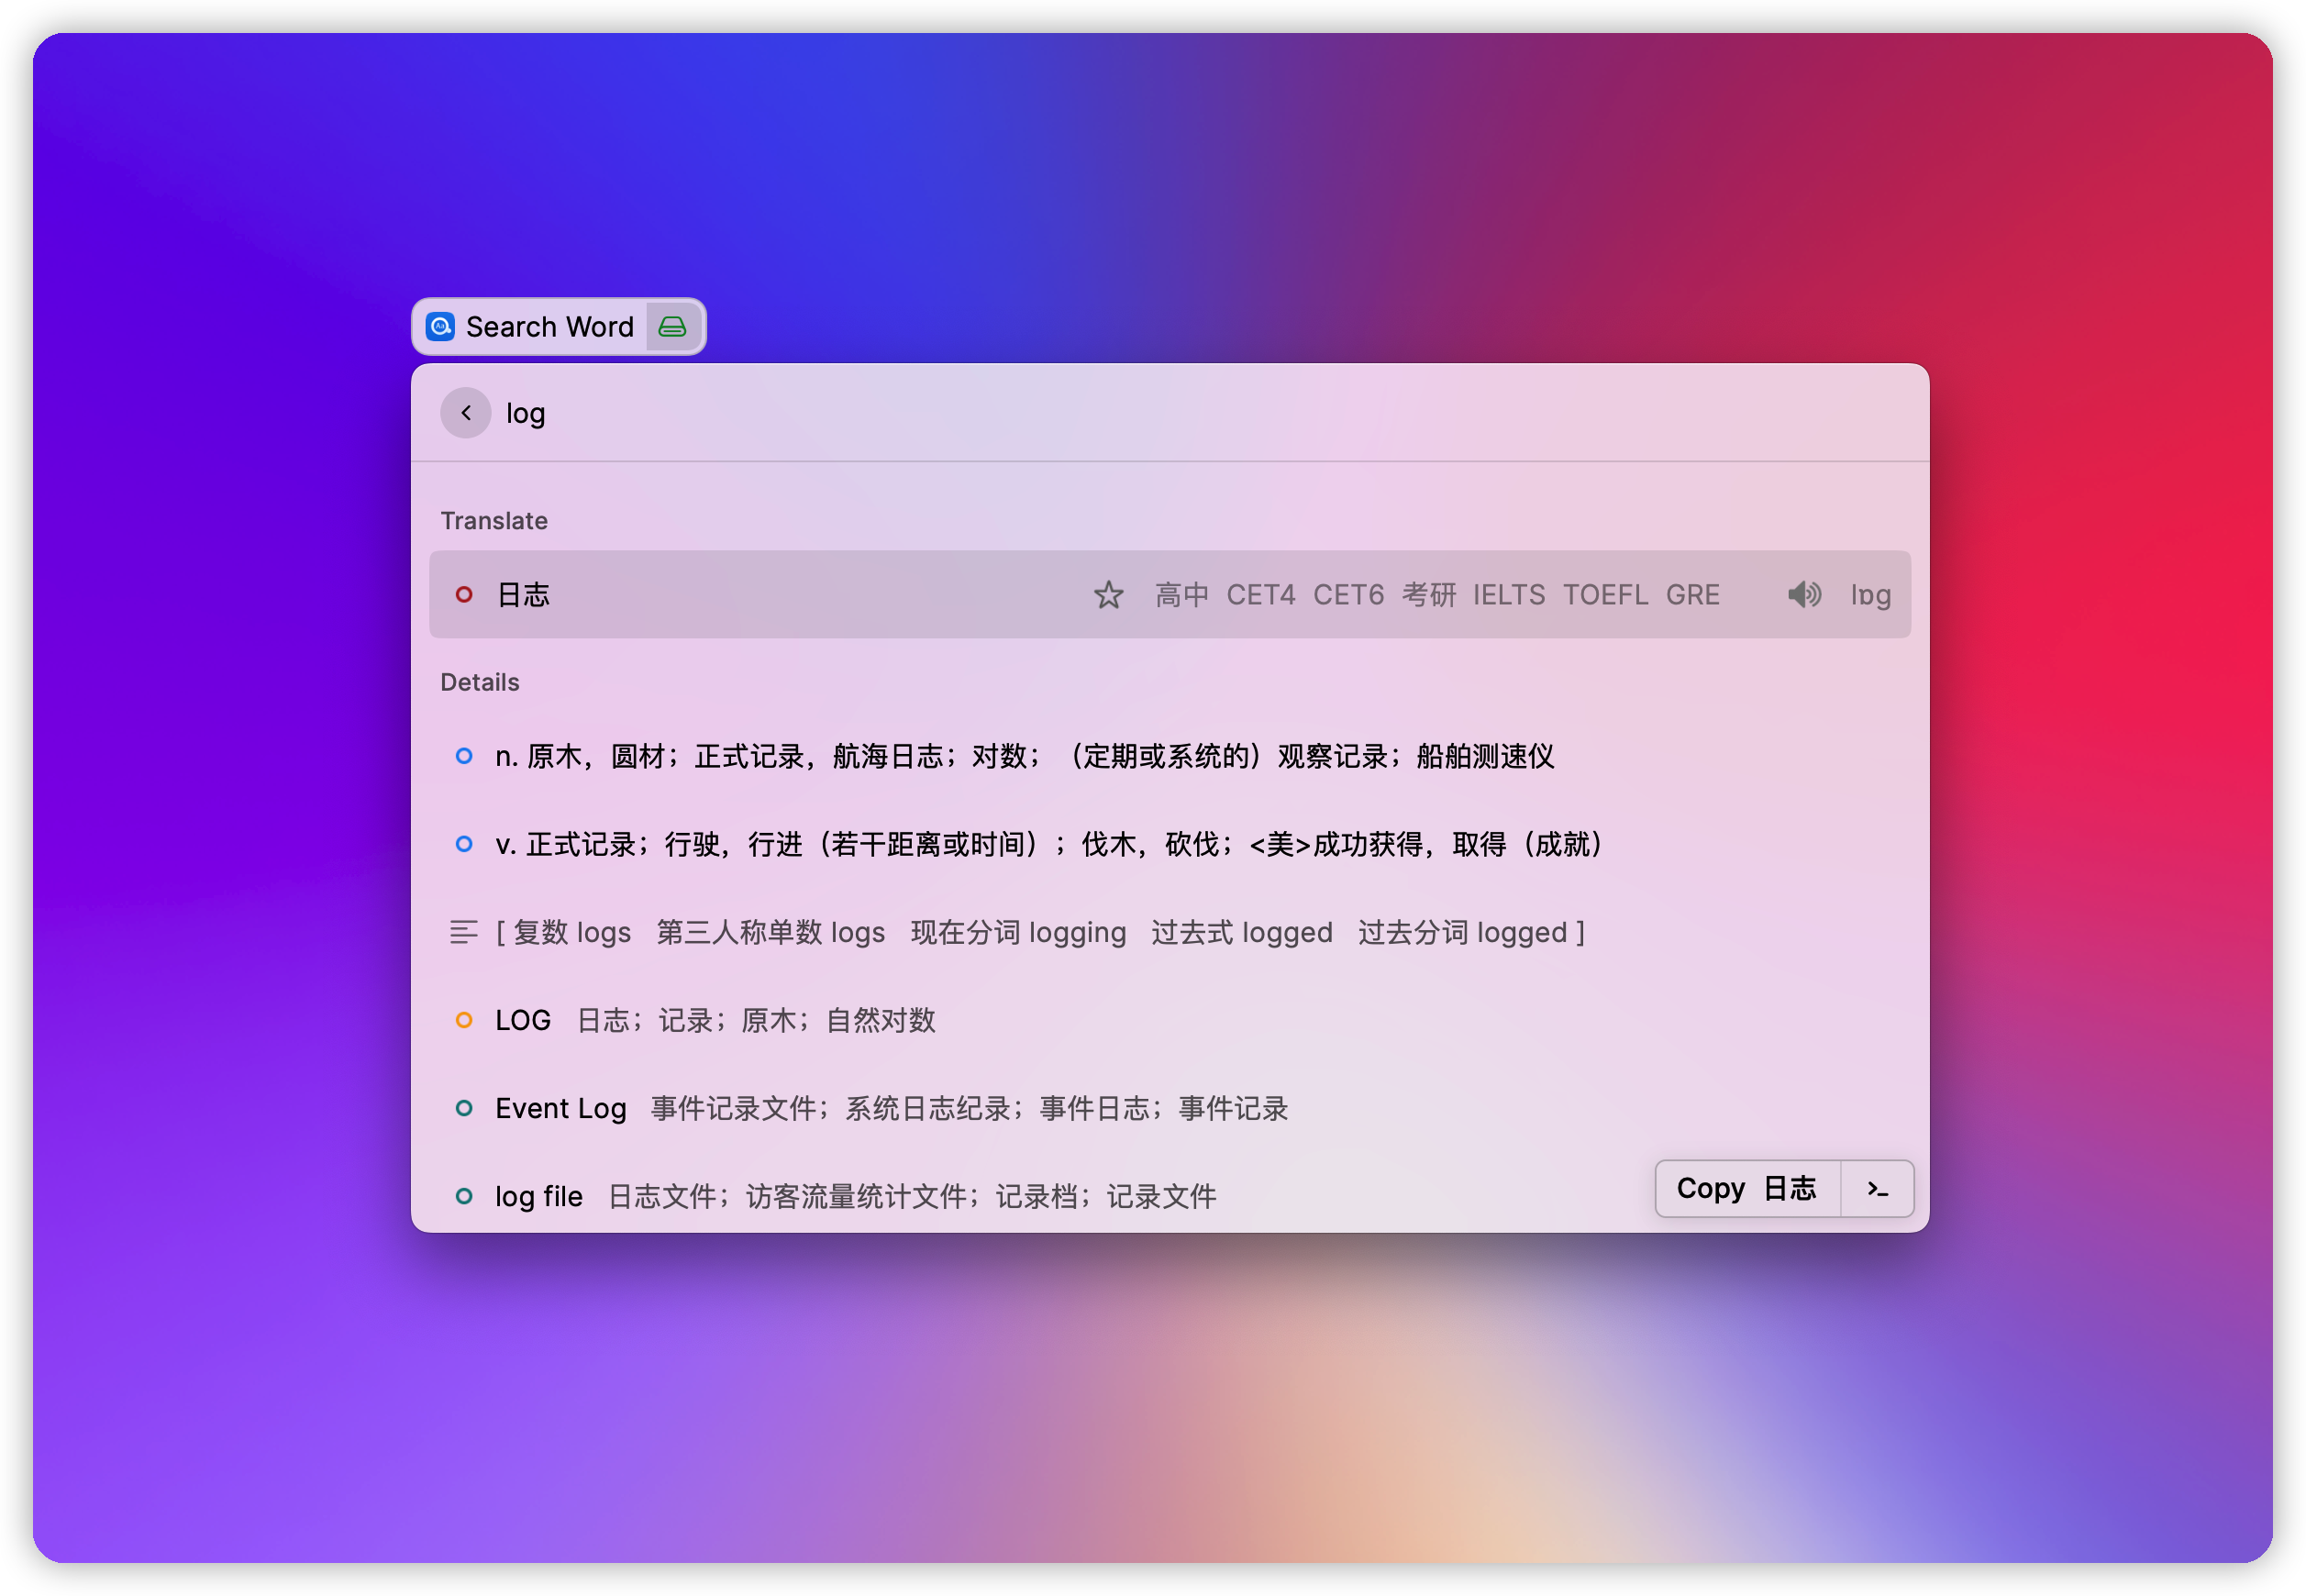 Search Word
log
Translate
日志 高中 CET4 CET6 考研 IELTS TOEFL GRE lɒg
Details
n. 原木，圆材；正式记录，航海日志；对数；（定期或系统的）观察记录；船舶测速仪
v. 正式记录；行驶，行进（若干距离或时间）；伐木，砍伐；<美>成功获得，取得（成就）
[ 复数 logs 第三人称单数 logs 现在分词 logging 过去式 logged 过去分词 logged ]
LOG 日志；记录；原木；自然对数
Event Log 事件记录文件；系统日志纪录；事件日志；事件记录
log file 日志文件；访客流量统计文件；记录档；记录文件
Copy 日志 >_